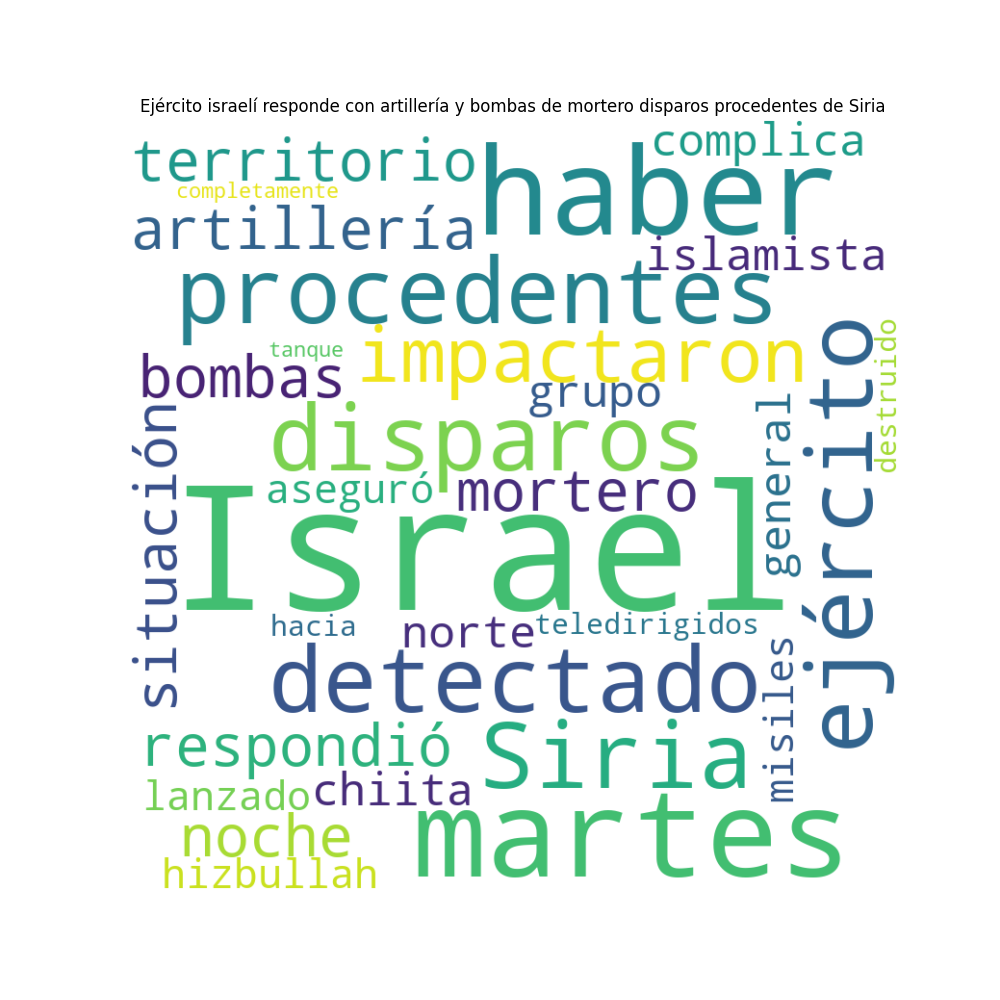 Ejército israelí responde con artillería y bombas de mortero disparos procedentes de Siria
complica
territorio
haber
completamente
artillería
islamista
procedentes
ejército
destruido
tanque
impactaron
bombas
grupo
general
situación
disparos
aseguró
mortero
Israel
hacia
norte
teledirigidos
misiles
detectado
respondió
Siria
chiita
lanzado
martes
noche
hizbullah